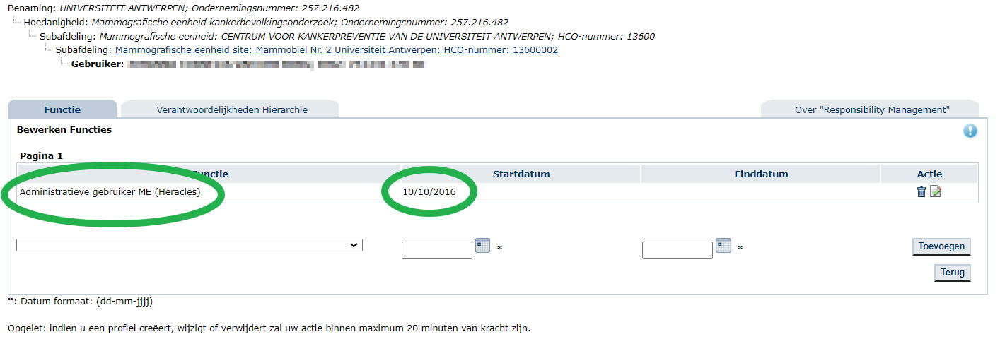 Benaming: UNIVERSITEIT ANTWERPEN; Ondernemingsnummer: 257.216.482
Hoedanigheid: Mammografische eenheid kankerbevolkingsonderzoek; Ondernemingsnummer: 257.216.482
Subafdeling: Mammografische eenheid: CENTRUM VOOR KANKERPREVENTIE VAN DE UNIVERSITEIT ANTWERPEN; HCO-nummer: 13600
Subafdeling: Mammografische eenheid site: Mammobiel Nr. 2 Universiteit Antwerpen; HCO-nummer: 13600002
Gebruiker:
Functie Verantwoordelijkheden Hiërarchie Over "Responsibility Management"
Bewerken Functies
Pagina 1
Functie Startdatum Einddatum Actie
Administratieve gebruiker ME (Heracles) 10/10/2016
* * Toevoegen
Terug
*: Datum formaat: (dd-mm-jjjj)
Opgelet: indien u een profiel creëert, wijzigt of verwijdert zal uw actie binnen maximum 20 minuten van kracht zijn.